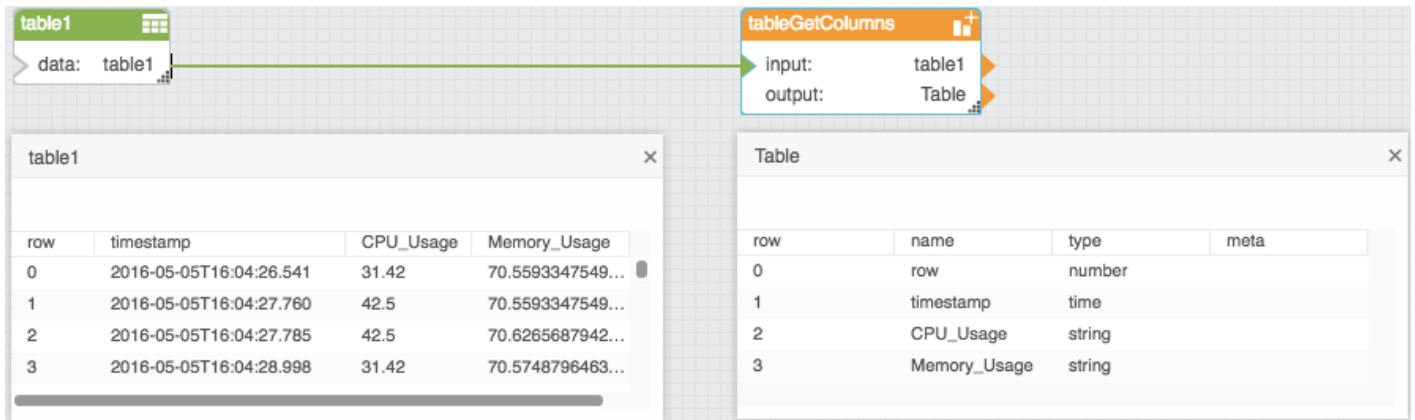 table1
data: table1
tableGetColumns
input: table1
output: Table
table1 ×
row timestamp CPU_Usage Memory_Usage
0 2016-05-05T16:04:26.541 31.42 70.5593347549...
1 2016-05-05T16:04:27.760 42.5 70.5593347549...
2 2016-05-05T16:04:27.785 42.5 70.6265687942...
3 2016-05-05T16:04:28.998 31.42 70.5748796463...
Table ×
row name type meta
0 row number
1 timestamp time
2 CPU_Usage string
3 Memory_Usage string